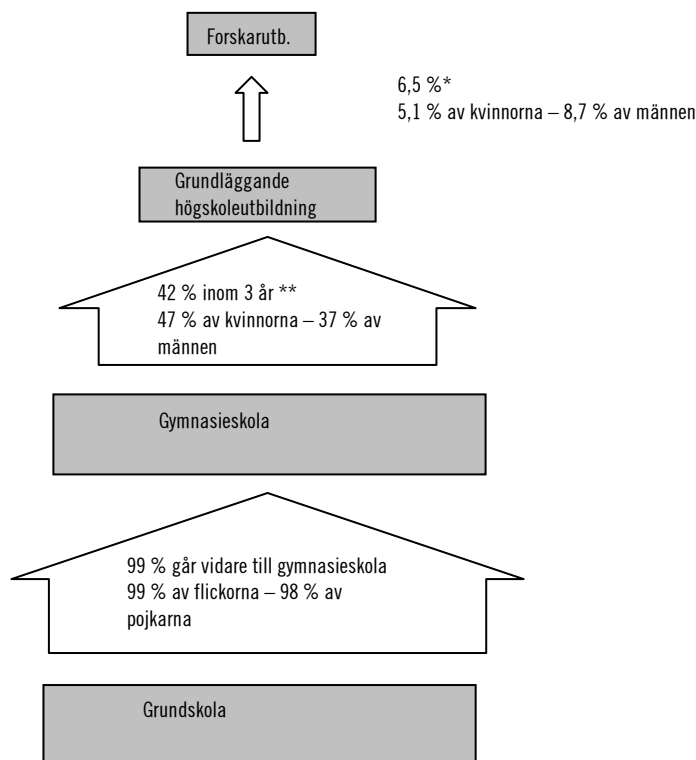 Forskarutb.
6,5 %*
5,1 % av kvinnorna – 8,7 % av männen
Grundläggande
högskoleutbildning
42 % inom 3 år **
47 % av kvinnorna – 37 % av
männen
Gymnasieskola
99 % går vidare till gymnasieskola
99 % av flickorna – 98 % av
pojkarna
Grundskola